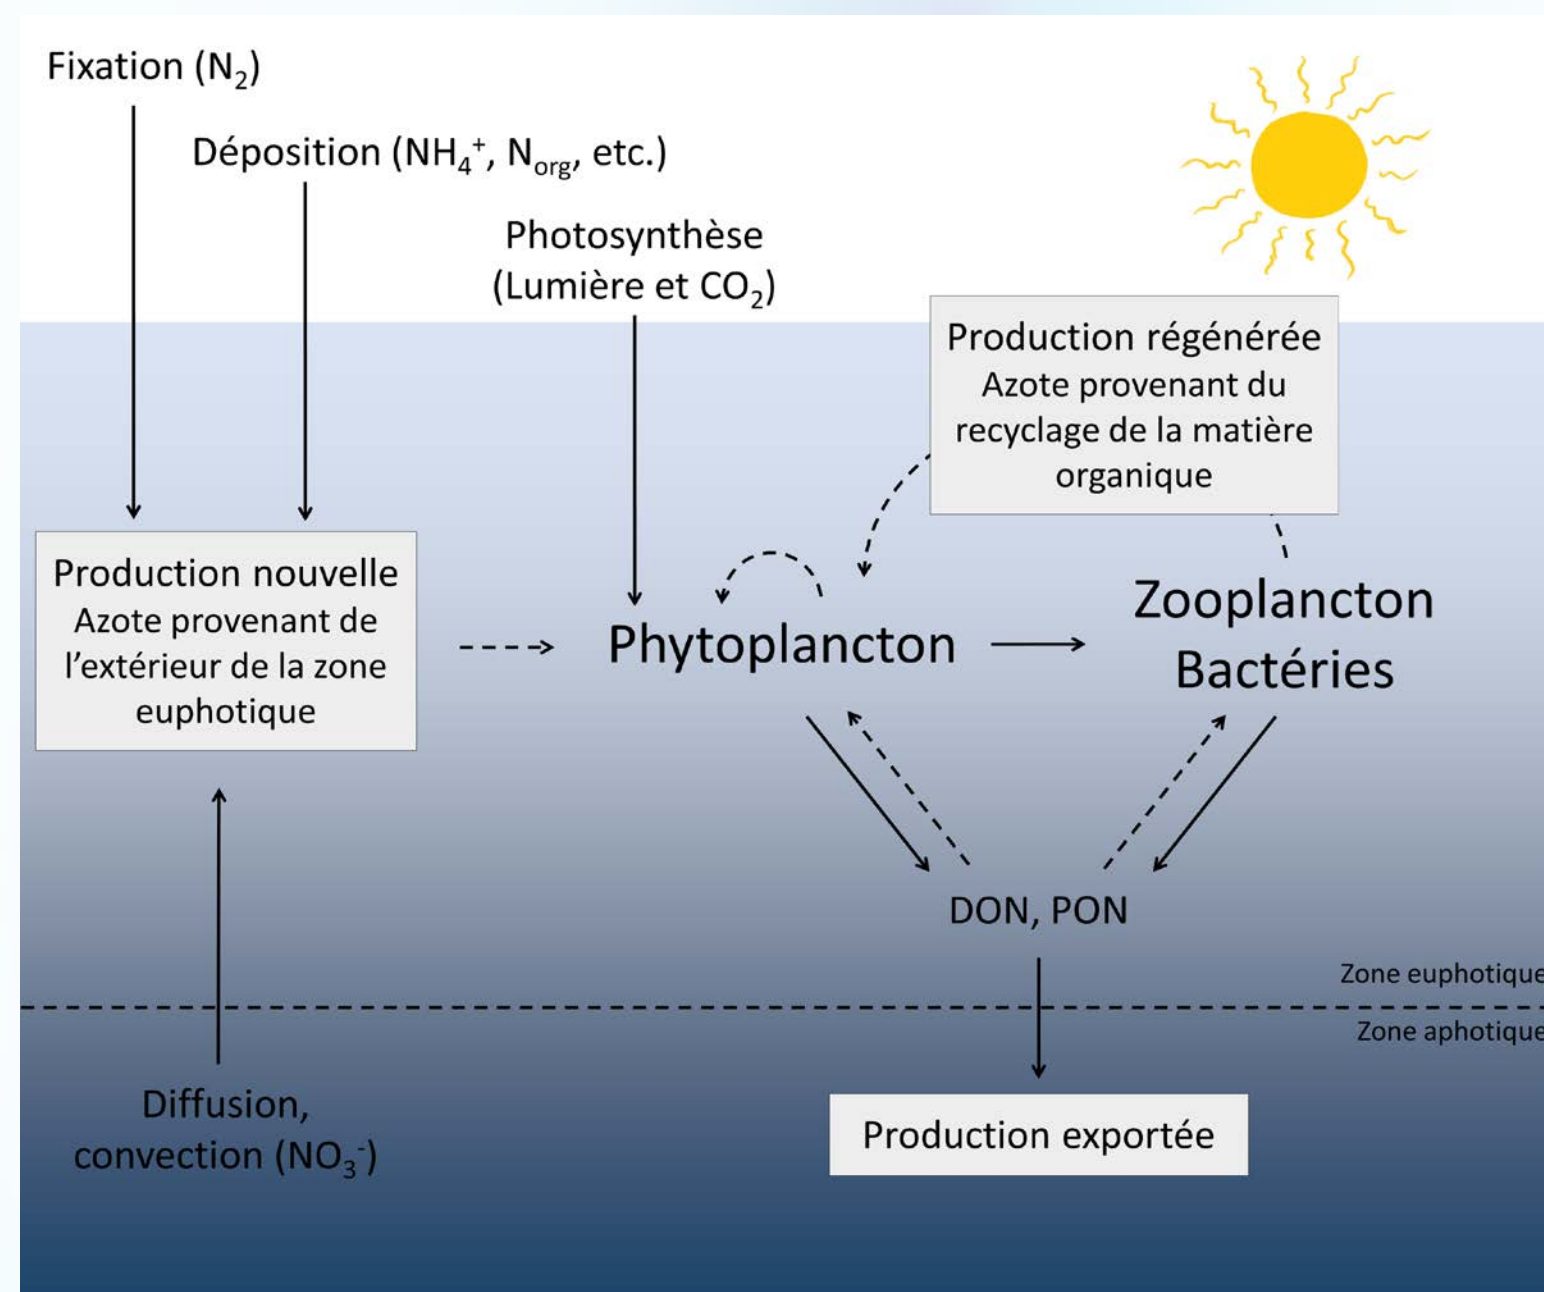 Fixation (N₂)
Déposition (NH₄⁺, Norg, etc.)
Photosynthèse
(Lumière et CO₂)
Production régénérée
Azote provenant du
recyclage de la matière
organique
Production nouvelle
Azote provenant de
l'extérieur de la zone
euphotique
Phytoplancton
Zooplancton
Bactéries
DON, PON
Zone euphotique
Zone aphotique
Diffusion,
convection (NO₃⁻)
Production exportée